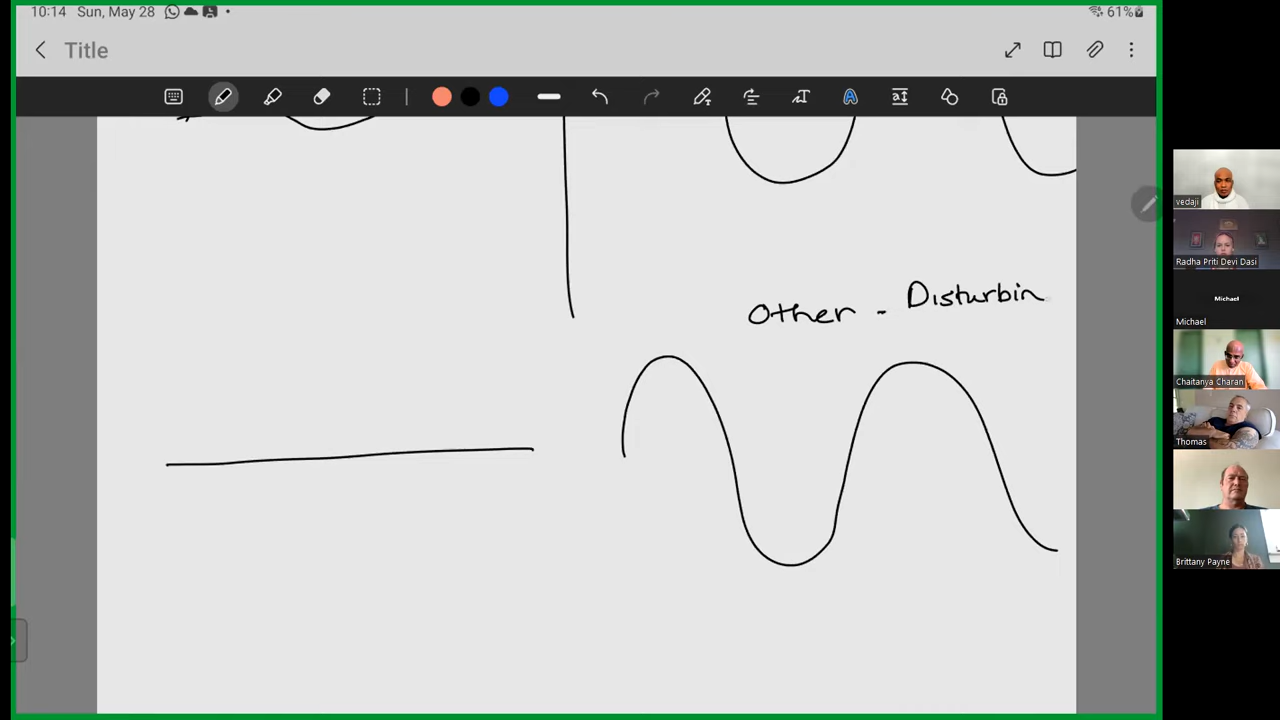 10:14 Sun, May 28
61%
Title
Other - Disturbin
vedaji
Radha Priti Devi Dasi
Michael
Michael
Chaitanya Charan
Thomas
Brittany Payne